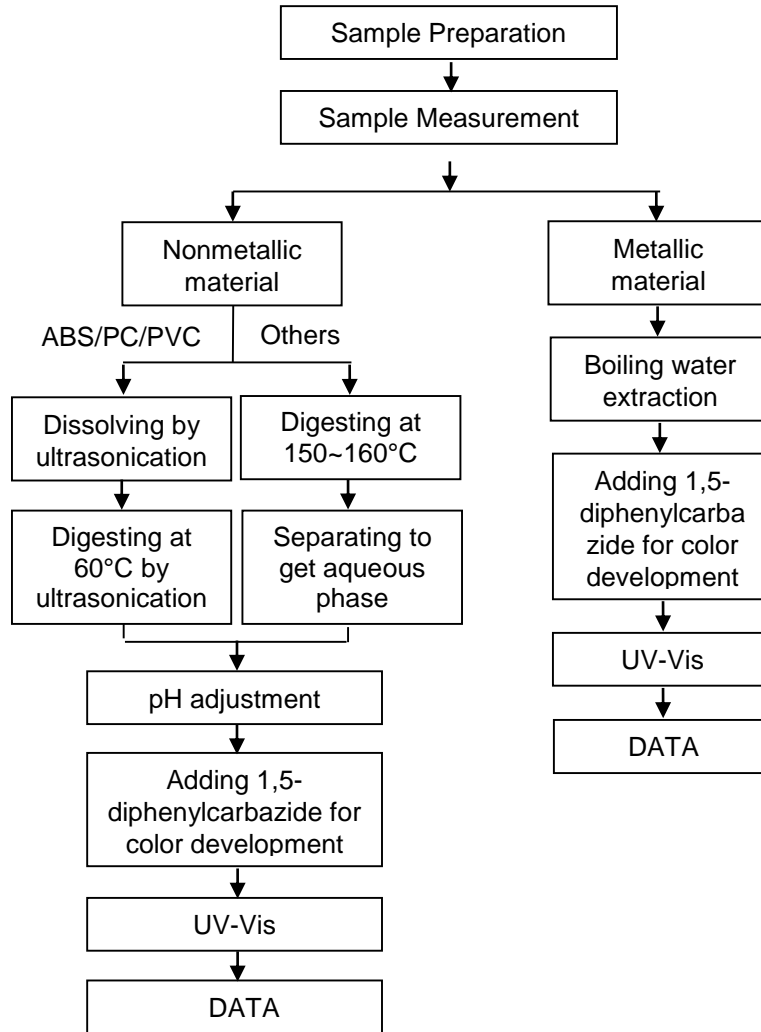 Sample Preparation
Sample Measurement
Nonmetallic
material
Metallic
material
ABS/PC/PVC
Others
Boiling water
extraction
Dissolving by
ultrasonication
Digesting at
150~160°C
Adding 1,5-
diphenylcarba
zide for color
development
Digesting at
60°C by
ultrasonication
Separating to
get aqueous
phase
UV-Vis
pH adjustment
DATA
Adding 1,5-
diphenylcarbazide for
color development
UV-Vis
DATA